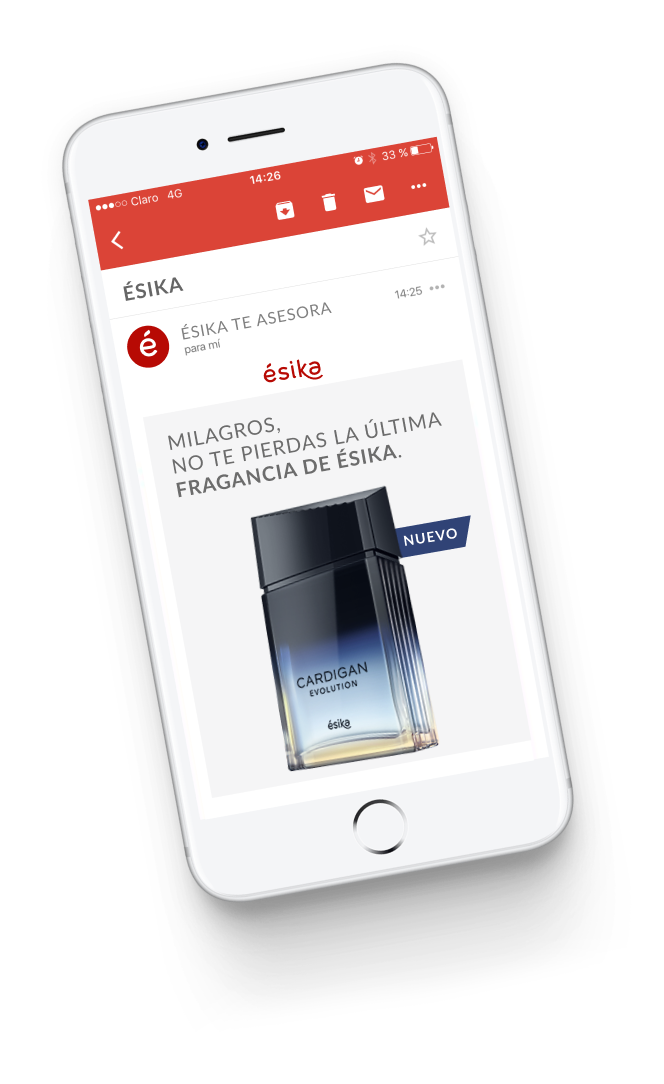 Claro 4G 14:26 33 %
ÉSIKA
é
ÉSIKA TE ASESORA 14:25
para mí
ésika
MILAGROS,
NO TE PIERDAS LA ÚLTIMA
FRAGANCIA DE ÉSIKA.
NUEVO
CARDIGAN
EVOLUTION
ésika